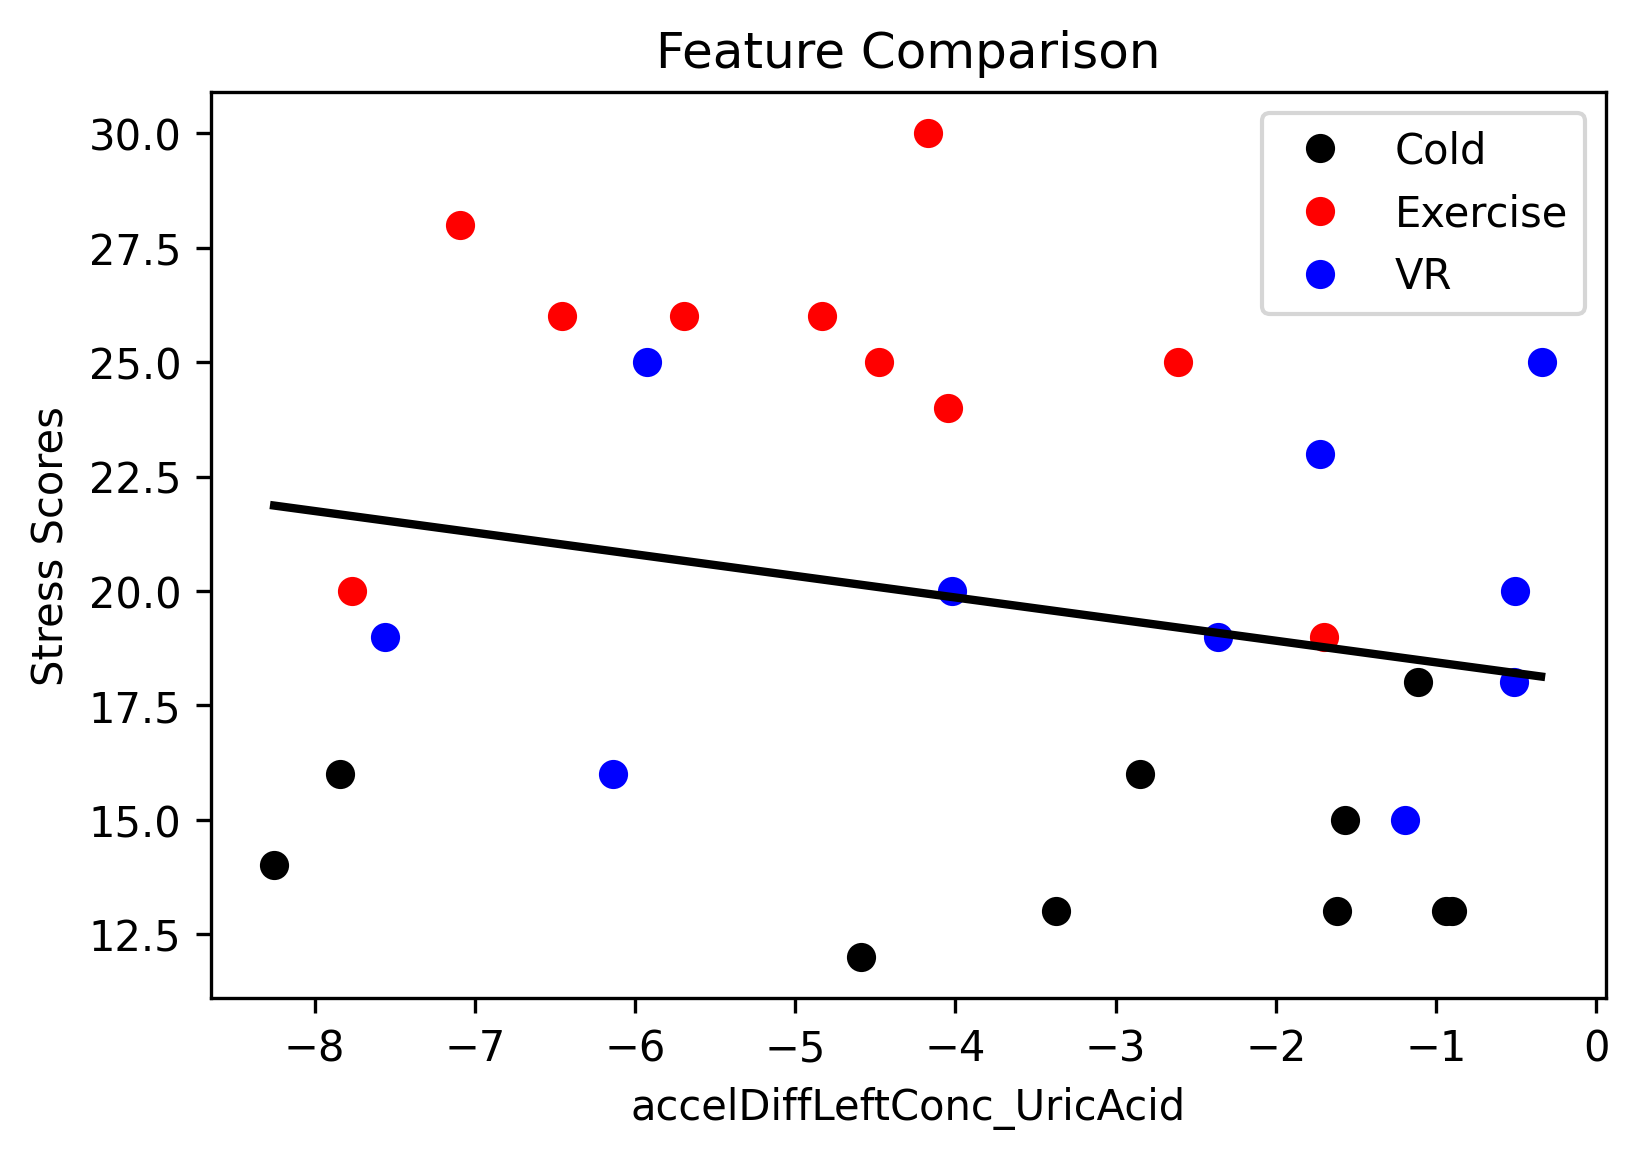 Feature Comparison
30.0
27.5
25.0
22.5
20.0
17.5
15.0
12.5
Stress Scores
Cold
Exercise
VR
−8 −7 −6 −5 −4 −3 −2 −1 0
accelDiffLeftConc_UricAcid